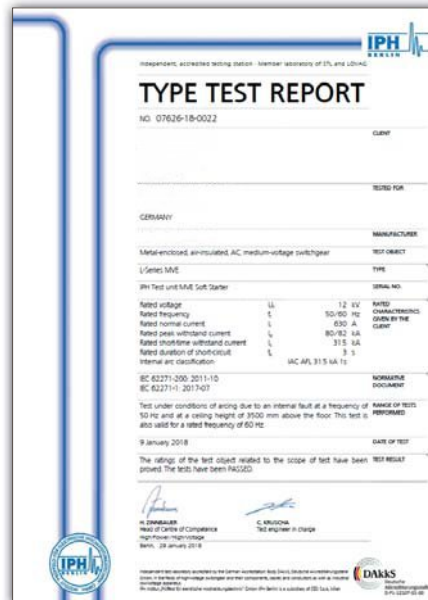 IPH
BERLIN
Independent, accredited testing station · Member laboratory of STL and LOVAG
TYPE TEST REPORT
NO. 07626-18-0022
CLIENT
TESTED FOR
GERMANY
MANUFACTURER
Metal-enclosed, air-insulated, AC, medium-voltage switchgear TEST OBJECT
L-Series MVE TYPE
IPH Test unit MVE Soft Starter SERIAL NO.
Rated voltage 12 kV RATED
Rated frequency 50/60 Hz CHARACTERISTICS
Rated normal current 630 A GIVEN BY THE
Rated peak withstand current 80/82 kA CLIENT
Rated short-time withstand current 31.5 kA
Rated duration of short-circuit 3 s
Internal arc classification IAC AFL 31.5 kA 1s
IEC 62271-200: 2011-10 NORMATIVE
IEC 62271-1: 2017-07 DOCUMENT
Test under conditions of arcing due to an internal fault at a frequency of RANGE OF TESTS
50 Hz and at a ceiling height of 3500 mm above the floor. This test is PERFORMED
also valid for a rated frequency of 60 Hz.
9 January 2018 DATE OF TEST
The ratings of the test object related to the scope of test have been TEST RESULT
proved. The tests have been PASSED.
H. ZINNBAUER C. KRUSCHA
Head of Centre of Competence Test engineer in charge
High Power/High Voltage
Berlin, 28 January 2018
IPH
DAkkS
Deutsche
Akkreditierungsstelle